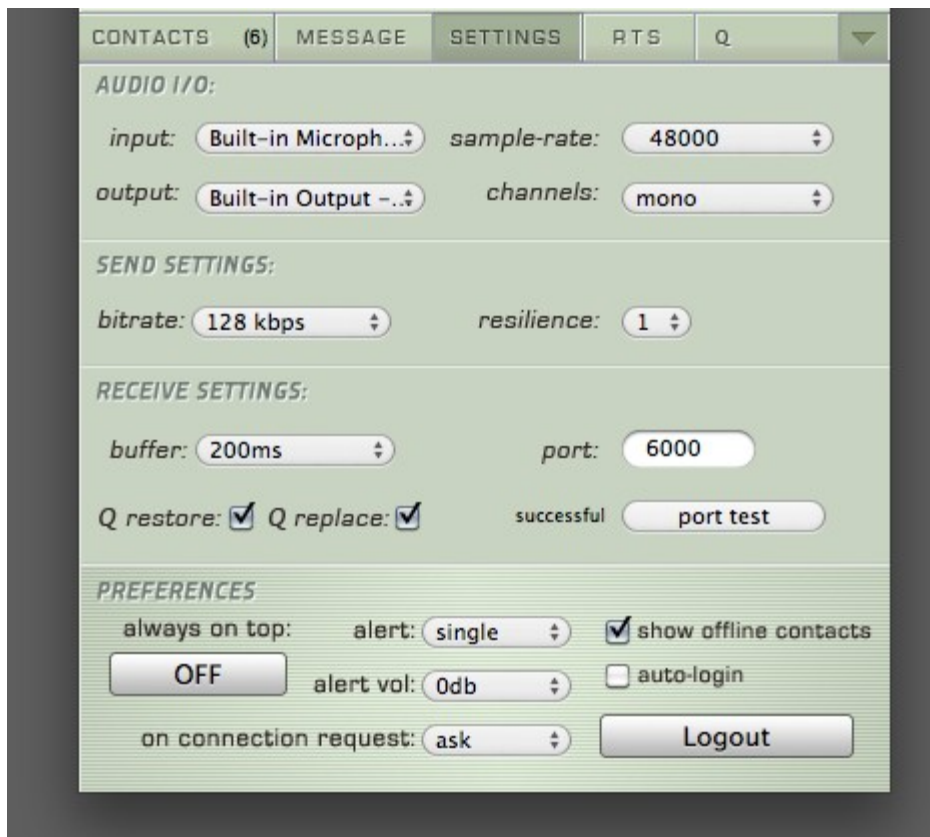 CONTACTS (6) MESSAGE SETTINGS RTS Q
AUDIO I/O:
input: Built-in Microph... sample-rate: 48000
output: Built-in Output -.. channels: mono
SEND SETTINGS:
bitrate: 128 kbps resilience: 1
RECEIVE SETTINGS:
buffer: 200ms port: 6000
Q restore: Q replace: successful port test
PREFERENCES
always on top: alert: single show offline contacts
OFF alert vol: 0db auto-login
on connection request: ask Logout